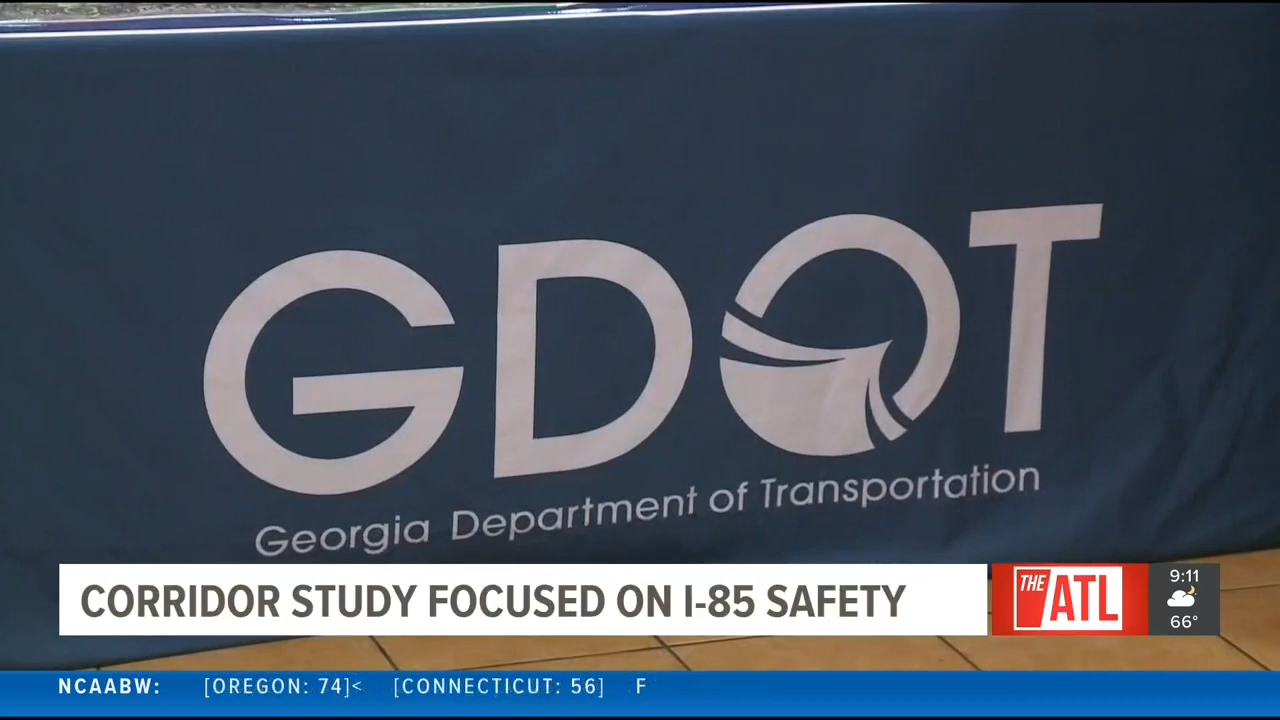 GDOT
Georgia Department of Transportation
CORRIDOR STUDY FOCUSED ON I-85 SAFETY
THE ATL
9:11
66°
NCAABW: [OREGON: 74]< [CONNECTICUT: 56] F